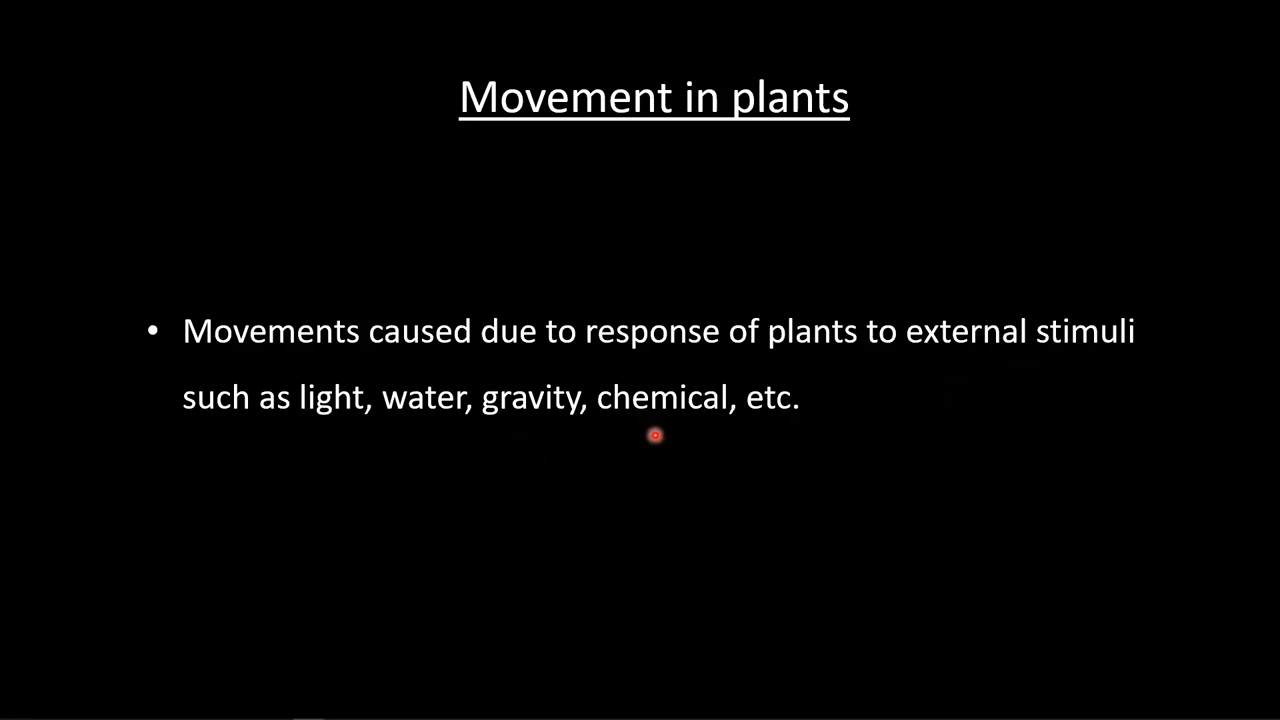 Movement in plants
• Movements caused due to response of plants to external stimuli
such as light, water, gravity, chemical, etc.